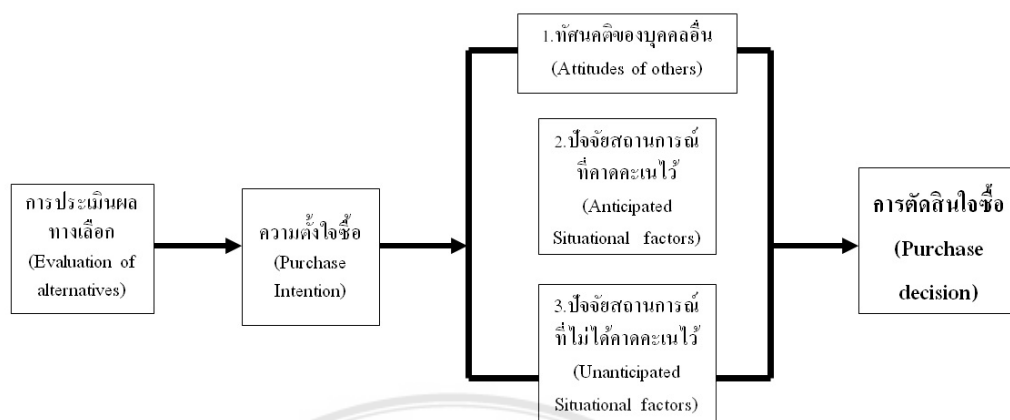 การประเมินผล
ทางเลือก
(Evaluation of
alternatives)
ความตั้งใจซื้อ
(Purchase
Intention)
1.ทัศนคติของบุคคลอื่น
(Attitudes of others)
2.ปัจจัยสถานการณ์
ที่คาดคะเนไว้
(Anticipated
Situational factors)
3.ปัจจัยสถานการณ์
ที่ไม่ได้คาดคะเนไว้
(Unanticipated
Situational factors)
การตัดสินใจซื้อ
(Purchase
decision)